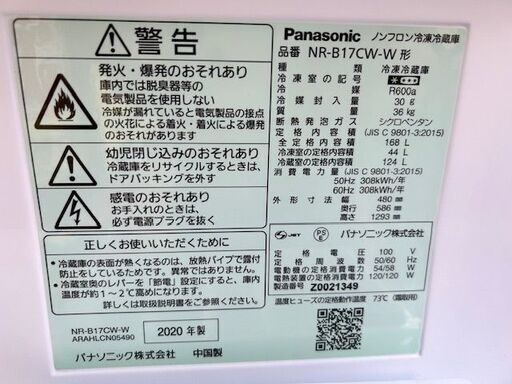 警告
発火・爆発のおそれあり
庫内では脱臭器等の
電気製品を使用しない
冷媒が漏れていると電気製品の接点
の火花による着火・着火による爆発
のおそれあり
幼児閉じ込みのおそれあり
冷蔵庫をリサイクルするときは、
ドアパッキングを外す
感電のおそれあり
お手入れのときは、
必ず電源プラグを抜く
正しくお使いいただくために
•冷蔵庫の表面が熱くなるのは、放熱パイプで露付
防止をしているためです。異常ではありません。
•冷蔵室奥のレバーを「節電」に設定すると、庫内
温度が約1~2℃高めになります。
詳しくは取扱説明書をご参照ください。
NR-B17CW-W
ARAHLCN05490
2020 年製
パナソニック株式会社 中国製
Panasonic ノンフロン冷凍冷蔵庫
品番 NR-B17CW-W 形
種類 冷凍冷蔵庫
冷凍室の記号
冷媒 R600a
冷媒封入量 30 g
質量 36 kg
断熱発泡ガス シクロペンタン
定格内容積 (JIS C 9801-3:2015)
全定格内容積 168 L
冷凍室の定格内容積 44 L
冷蔵室の定格内容積 124 L
消費電力量 (JIS C 9801-3:2015)
50Hz 308kWh/年
60Hz 308kWh/年
外形寸法 幅 480 mm
奥行 586 mm
高さ 1293 mm
JET
PS
E
パナソニック株式会社
定格電圧 100 V
定格周波数 50/60 Hz
電動機の定格消費電力 54/58 W
電熱装置の定格消費電力 120/120 W
製造番号 Z0021349
温度ヒューズの定格動作温度 73℃ (霜取用)